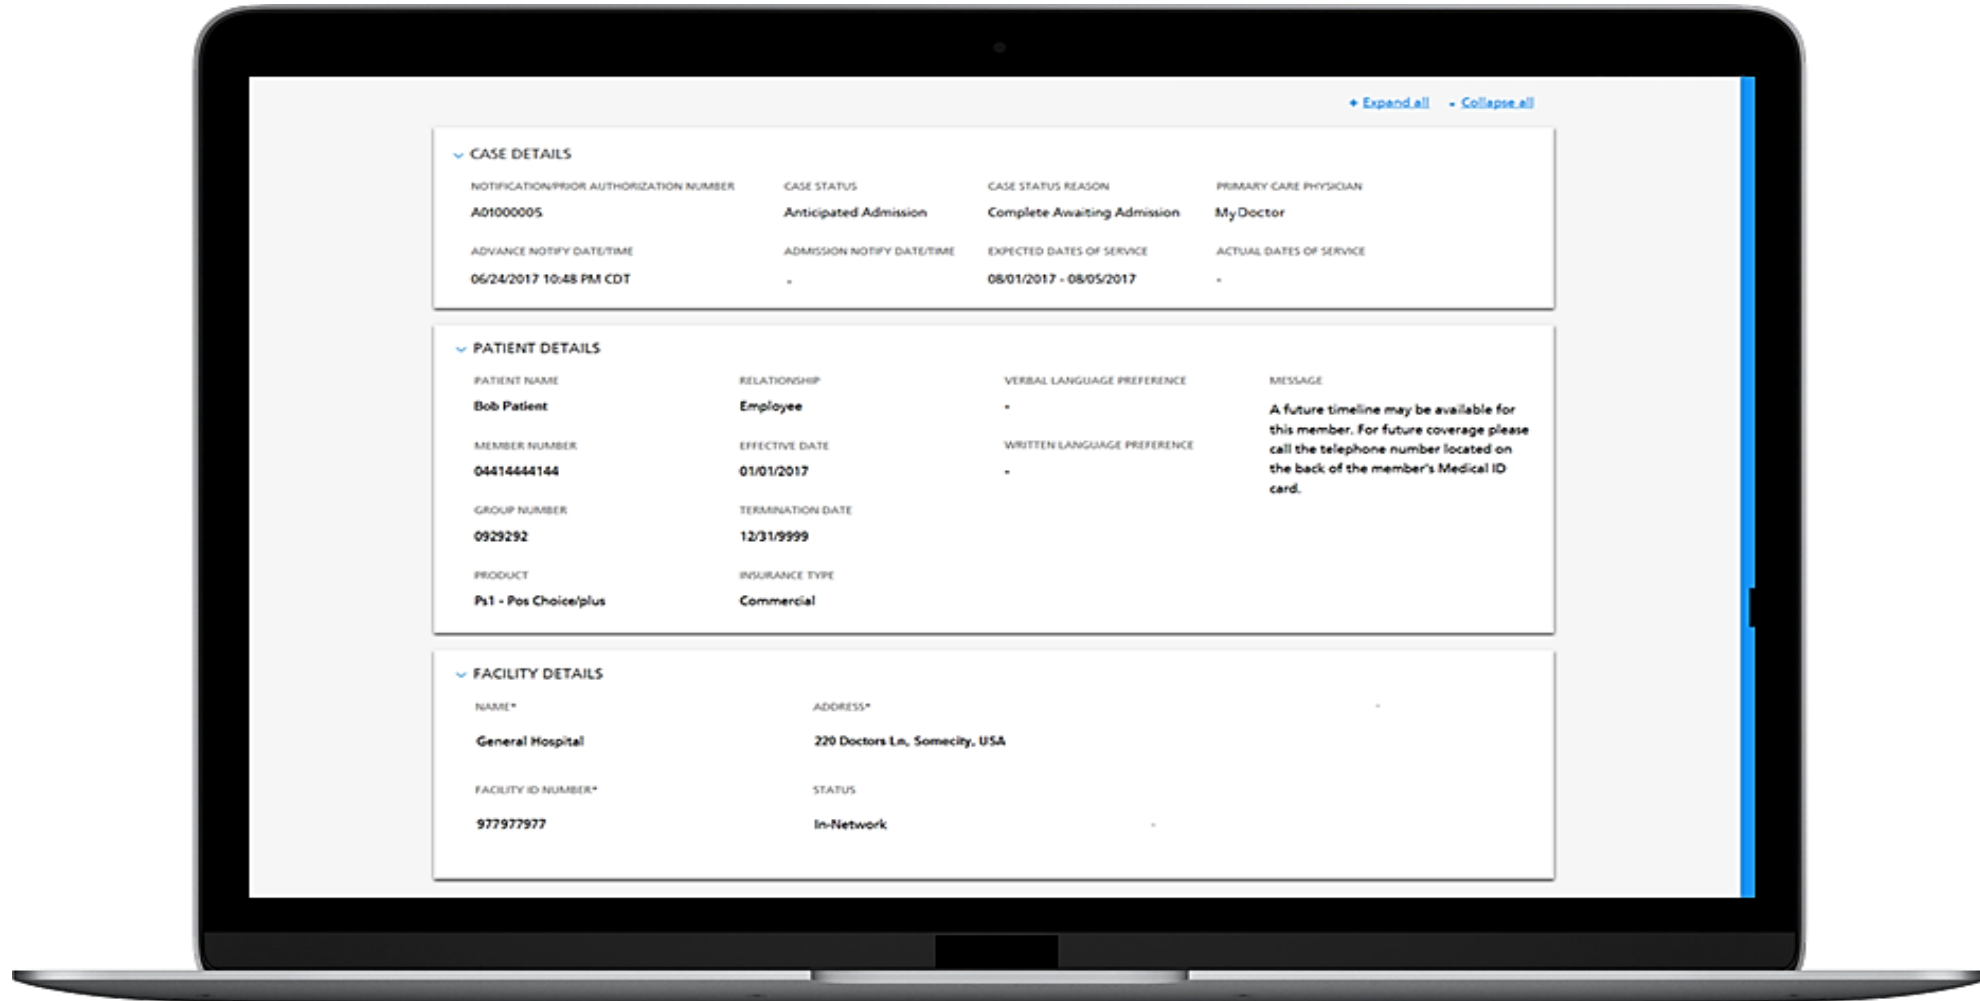 + Expand all - Collapse all
CASE DETAILS
NOTIFICATION/PRIOR AUTHORIZATION NUMBER CASE STATUS CASE STATUS REASON PRIMARY CARE PHYSICIAN
A01000005 Anticipated Admission Complete Awaiting Admission My Doctor
ADVANCE NOTIFY DATE/TIME ADMISSION NOTIFY DATE/TIME EXPECTED DATES OF SERVICE ACTUAL DATES OF SERVICE
06/24/2017 10:48 PM CDT - 08/01/2017 - 08/05/2017 -
PATIENT DETAILS
PATIENT NAME RELATIONSHIP VERBAL LANGUAGE PREFERENCE MESSAGE
Bob Patient Employee - A future timeline may be available for
this member. For future coverage please
MEMBER NUMBER EFFECTIVE DATE WRITTEN LANGUAGE PREFERENCE call the telephone number located on
04414444144 01/01/2017 - the back of the member's Medical ID
card.
GROUP NUMBER TERMINATION DATE
0929292 12/31/9999
PRODUCT INSURANCE TYPE
Ps1 - Pos Choice/plus Commercial
FACILITY DETAILS
NAME* ADDRESS* -
General Hospital 220 Doctors Ln, Somecity, USA
FACILITY ID NUMBER* STATUS
977977977 In-Network -